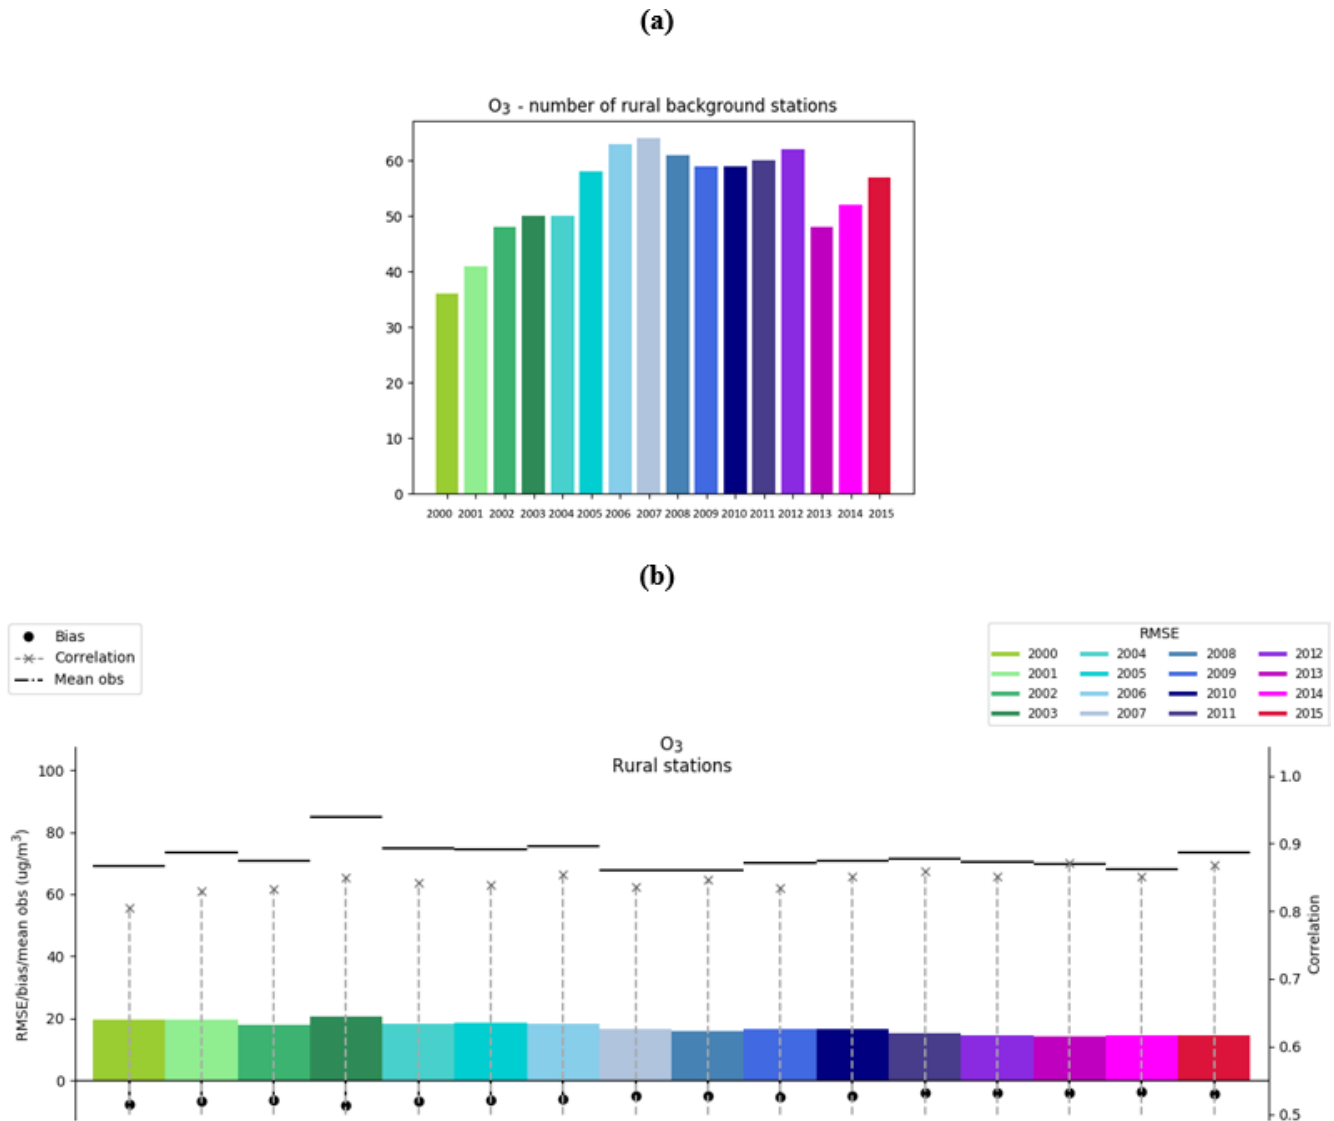 (a)
O3 - number of rural background stations
60
50
40
30
20
10
0
2000 2001 2002 2003 2004 2005 2006 2007 2008 2009 2010 2011 2012 2013 2014 2015
(b)
Bias
Correlation
Mean obs
RMSE
2000 2004 2008 2012
2001 2005 2009 2013
2002 2006 2010 2014
2003 2007 2011 2015
O3
Rural stations
RMSE/bias/mean obs (ug/m3)
100
80
60
40
20
0
1.0
0.9
0.8
0.7
0.6
0.5
Correlation